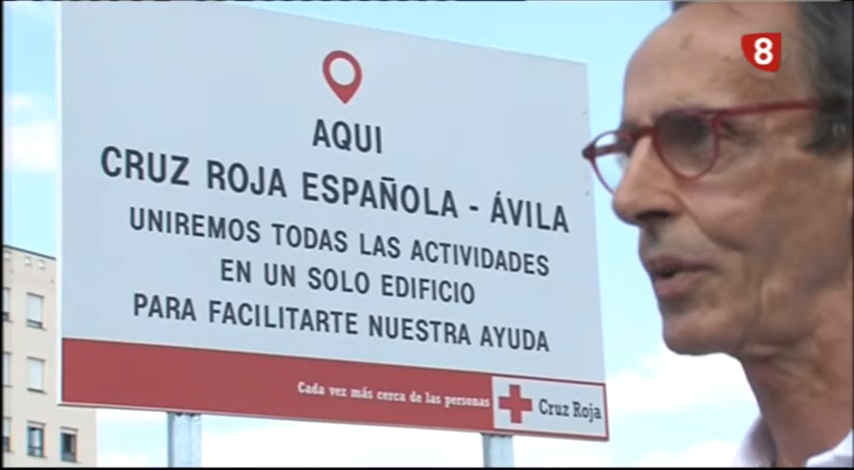 8
AQUI
CRUZ ROJA ESPAÑOLA - ÁVILA
UNIREMOS TODAS LAS ACTIVIDADES
EN UN SOLO EDIFICIO
PARA FACILITARTE NUESTRA AYUDA
Cada vez más cerca de las personas
Cruz Roja